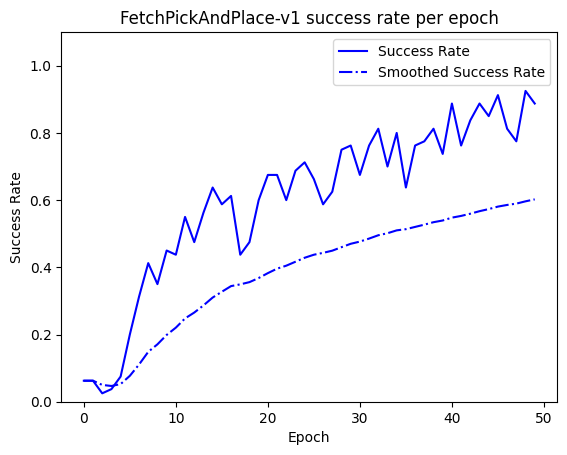 FetchPickAndPlace-v1 success rate per epoch
Success Rate
Smoothed Success Rate
Success Rate
1.0
0.8
0.6
0.4
0.2
0.0
0 10 20 30 40 50
Epoch